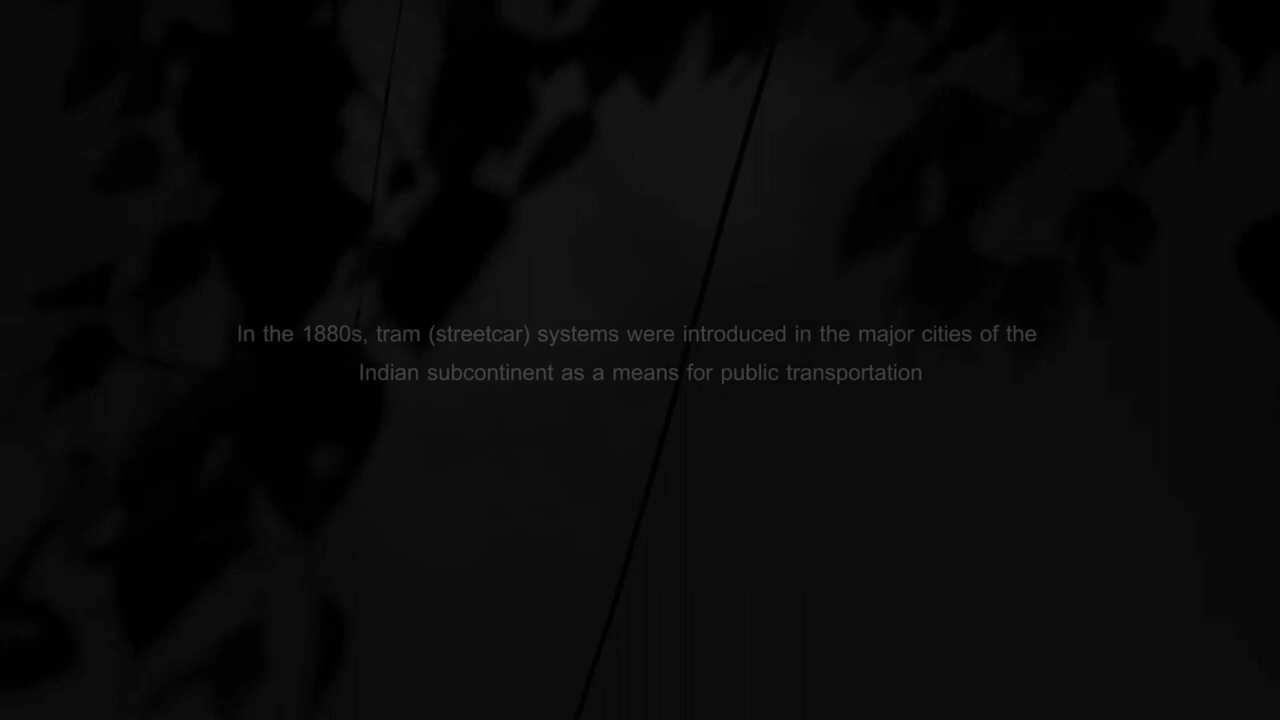 In the 1880s, tram (streetcar) systems were introduced in the major cities of the
Indian subcontinent as a means for public transportation